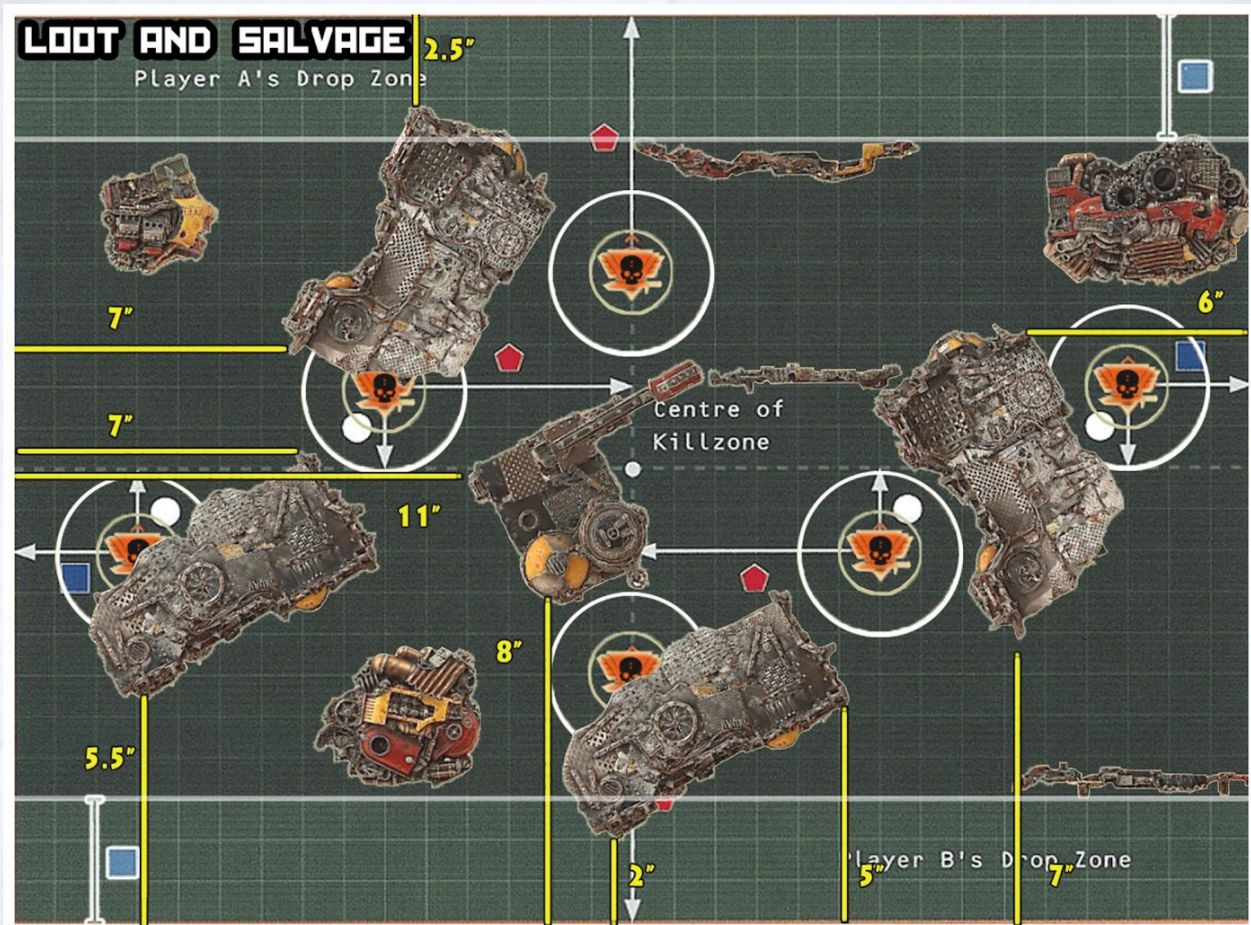 LOOT AND SALVAGE
2.5"
Player A's Drop Zone
7"
6"
7"
Centre of
Killzone
11"
8"
5.5"
Player B's Drop Zone
2"
5"
7"